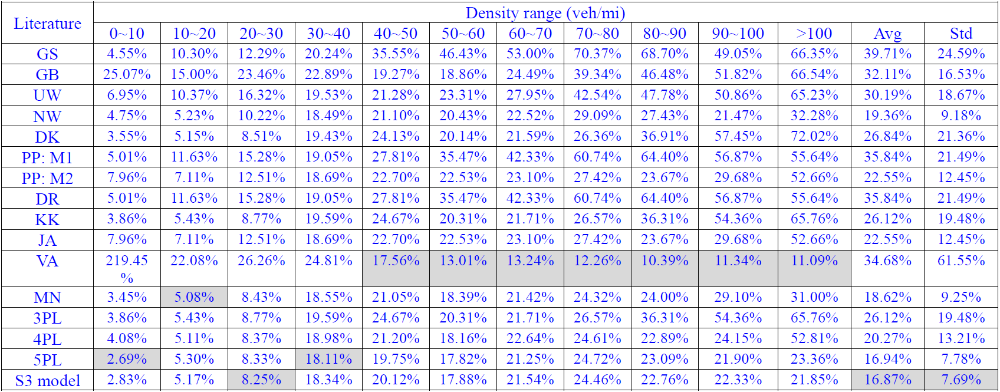 Literature Density range (veh/mi)
0~10 10~20 20~30 30~40 40~50 50~60 60~70 70~80 80~90 90~100 >100 Avg Std
GS 4.55% 10.30% 12.29% 20.24% 35.55% 46.43% 53.00% 70.37% 68.70% 49.05% 66.35% 39.71% 24.59%
GB 25.07% 15.00% 23.46% 22.89% 19.27% 18.86% 24.49% 39.34% 46.48% 51.82% 66.54% 32.11% 16.53%
UW 6.95% 10.37% 16.32% 19.53% 21.28% 23.31% 27.95% 42.54% 47.78% 50.86% 65.23% 30.19% 18.67%
NW 4.75% 5.23% 10.22% 18.49% 21.10% 20.43% 22.52% 29.09% 27.43% 21.47% 32.28% 19.36% 9.18%
DK 3.55% 5.15% 8.51% 19.43% 24.13% 20.14% 21.59% 26.36% 36.91% 57.45% 72.02% 26.84% 21.36%
PP: M1 5.01% 11.63% 15.28% 19.05% 27.81% 35.47% 42.33% 60.74% 64.40% 56.87% 55.64% 35.84% 21.49%
PP: M2 7.96% 7.11% 12.51% 18.69% 22.70% 22.53% 23.10% 27.42% 23.67% 29.68% 52.66% 22.55% 12.45%
DR 5.01% 11.63% 15.28% 19.05% 27.81% 35.47% 42.33% 60.74% 64.40% 56.87% 55.64% 35.84% 21.49%
KK 3.86% 5.43% 8.77% 19.59% 24.67% 20.31% 21.71% 26.57% 36.31% 54.36% 65.76% 26.12% 19.48%
JA 7.96% 7.11% 12.51% 18.69% 22.70% 22.53% 23.10% 27.42% 23.67% 29.68% 52.66% 22.55% 12.45%
VA 219.45 22.08% 26.26% 24.81% 17.56% 13.01% 13.24% 12.26% 10.39% 11.34% 11.09% 34.68% 61.55%
%
MN 3.45% 5.08% 8.43% 18.55% 21.05% 18.39% 21.42% 24.32% 24.00% 29.10% 31.00% 18.62% 9.25%
3PL 3.86% 5.43% 8.77% 19.59% 24.67% 20.31% 21.71% 26.57% 36.31% 54.36% 65.76% 26.12% 19.48%
4PL 4.08% 5.11% 8.37% 18.98% 21.20% 18.16% 22.64% 24.61% 22.89% 24.15% 52.81% 20.27% 13.21%
5PL 2.69% 5.30% 8.33% 18.11% 19.75% 17.82% 21.25% 24.72% 23.09% 21.90% 23.36% 16.94% 7.78%
S3 model 2.83% 5.17% 8.25% 18.34% 20.12% 17.88% 21.54% 24.46% 22.76% 22.33% 21.85% 16.87% 7.69%